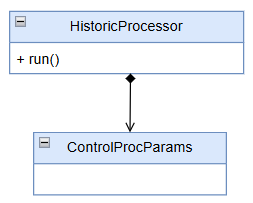 HistoricProcessor
+ run()
ControlProcParams